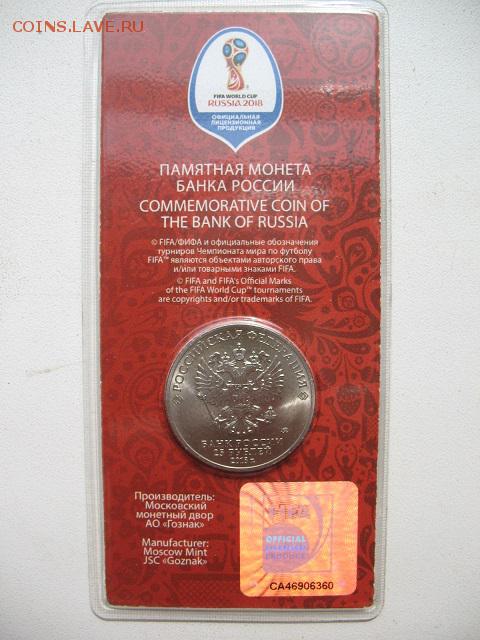 COINS.LAVE.RU
FIFA WORLD CUP
RUSSIA 2018
ОФИЦИАЛЬНАЯ
ЛИЦЕНЗИОННАЯ
ПРОДУКЦИЯ
ПАМЯТНАЯ МОНЕТА
БАНКА РОССИИ
COMMEMORATIVE COIN OF
THE BANK OF RUSSIA
© FIFA/ФИФА и официальные обозначения
турниров Чемпионата мира по футболу
FIFA™ являются объектами авторского права
и/или товарными знаками FIFA.
© FIFA and FIFA's Official Marks
of the FIFA World Cup™ tournaments
are copyrights and/or trademarks of FIFA.
РОССИЙСКАЯ ФЕДЕРАЦИЯ
БАНК РОССИИ
25 РУБЛЕЙ
2018 г.
Производитель:
Московский
монетный двор
АО «Гознак»
Manufacturer:
Moscow Mint
JSC «Goznak»
FIFA
OFFICIAL
LICENSED
PRODUCT
CA46906360